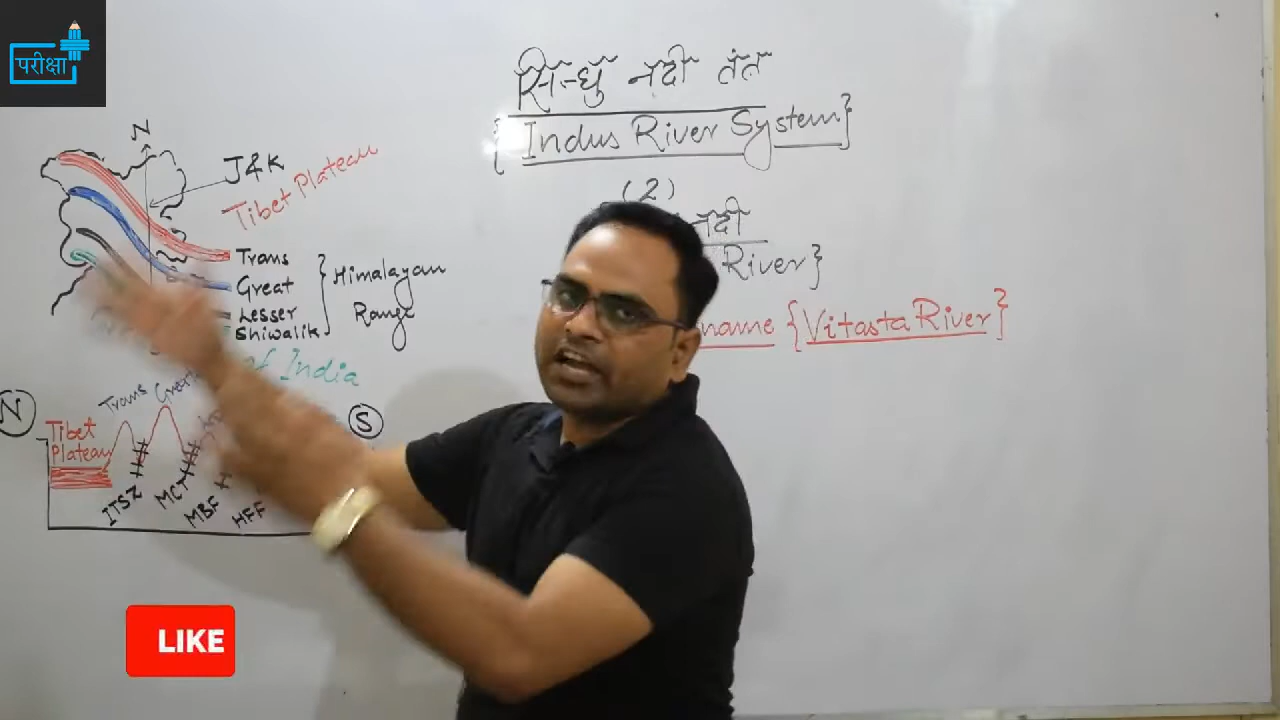 परीक्षा
सिन्धु नदी तंत्र
{Indus River System}
(2)
नदी
River}
name {Vitasta River}
N
J&K
Tibet Plateau
Trans
Great
Lesser
Shiwalik
} Himalayan
Range
of India
N
Trans
S
Tibet
Plateau
ITSZ
MCT
MBF
HFF
LIKE